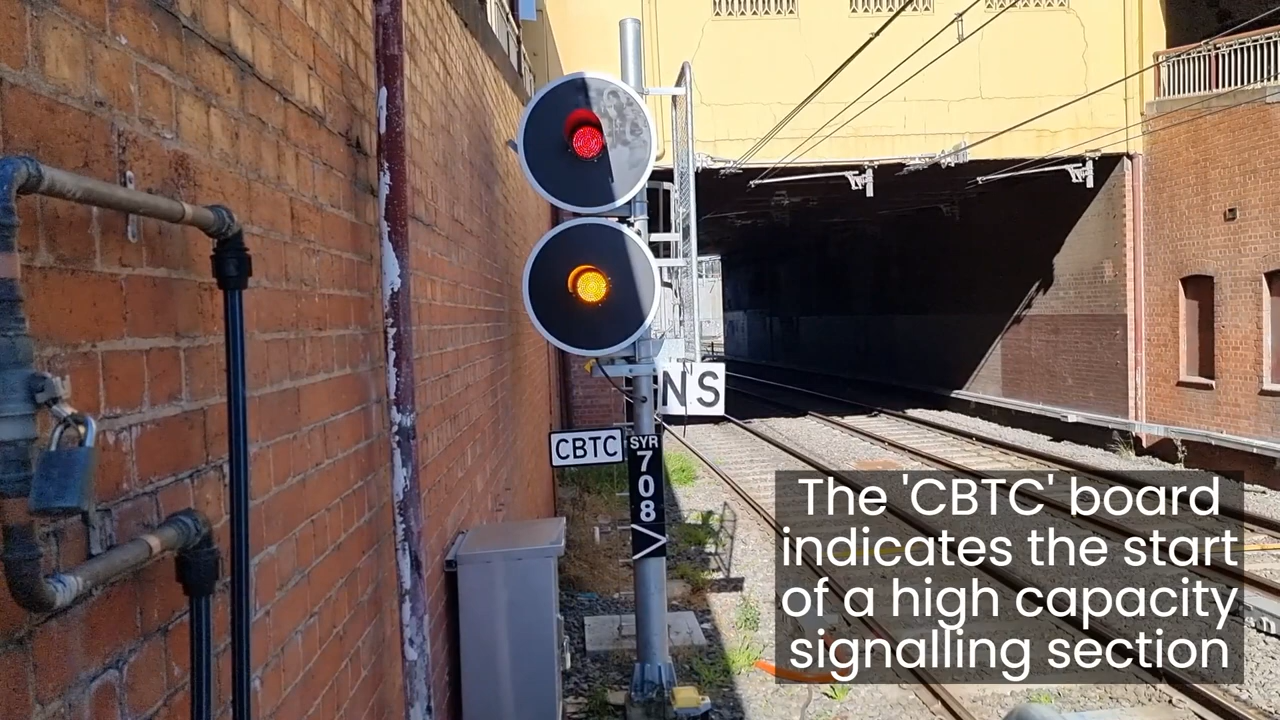 NS
CBTC
SYR
708
>
The 'CBTC' board
indicates the start
of a high capacity
signalling section